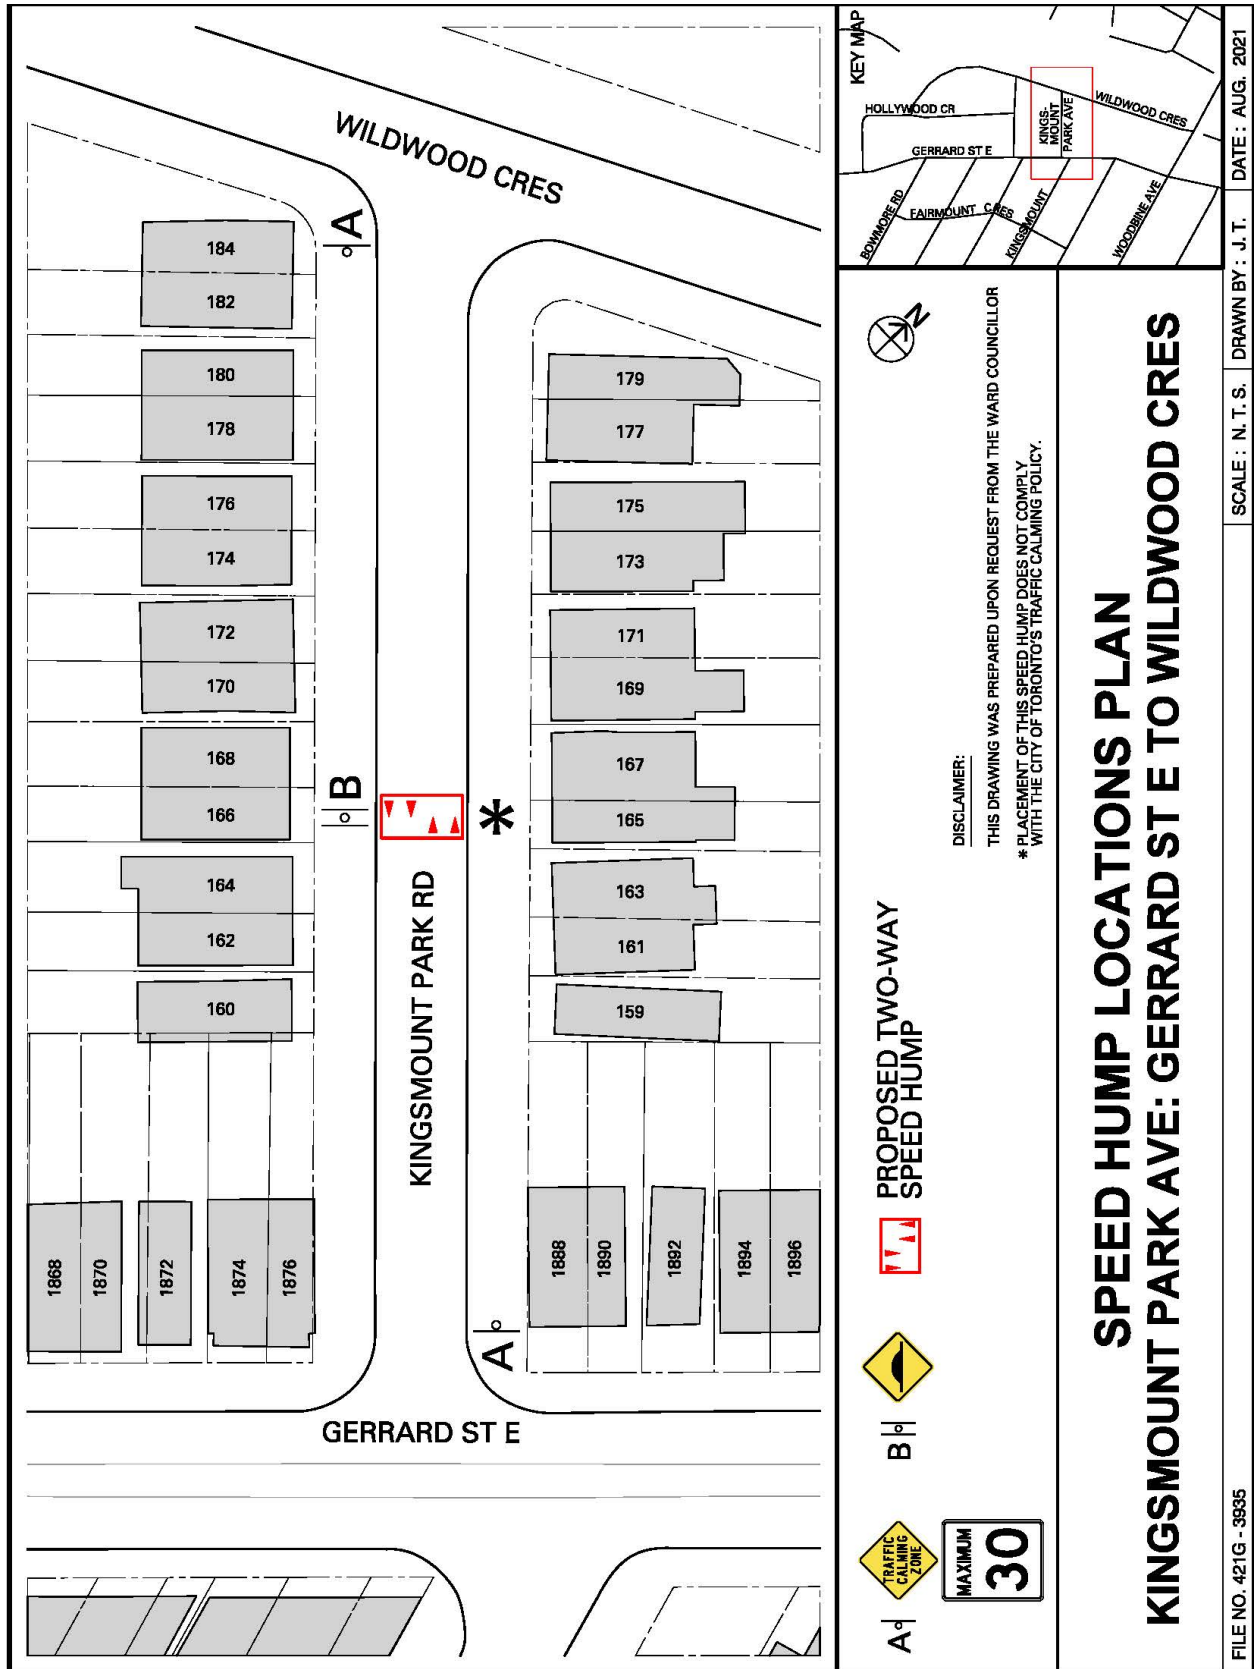 WILDWOOD CRES
184
A
182
180
179
178
177
176
175
174
173
172
171
170
169
168
167
B
166
165
*
164
163
KINGSMOUNT PARK RD
162
161
160
159
1868
1870
1872
1874
1876
1888
1890
1892
1894
1896
A
GERRARD ST E
KEY MAP
HOLLYWOOD CR
GERRARD ST E
KINGS-
MOUNT
PARK AVE
WILDWOOD CRES
BOWMORE RD
FAIRMOUNT CRES
KINGSMOUNT
WOODBINE AVE
N
DISCLAIMER:
THIS DRAWING WAS PREPARED UPON REQUEST FROM THE WARD COUNCILLOR
* PLACEMENT OF THIS SPEED HUMP DOES NOT COMPLY
WITH THE CITY OF TORONTO'S TRAFFIC CALMING POLICY.
A
TRAFFIC
CALMING
ZONE
MAXIMUM
30
B
PROPOSED TWO-WAY
SPEED HUMP
SPEED HUMP LOCATIONS PLAN
KINGSMOUNT PARK AVE: GERRARD ST E TO WILDWOOD CRES
FILE NO. 421G - 3935
SCALE : N. T. S.
DRAWN BY : J. T.
DATE : AUG. 2021